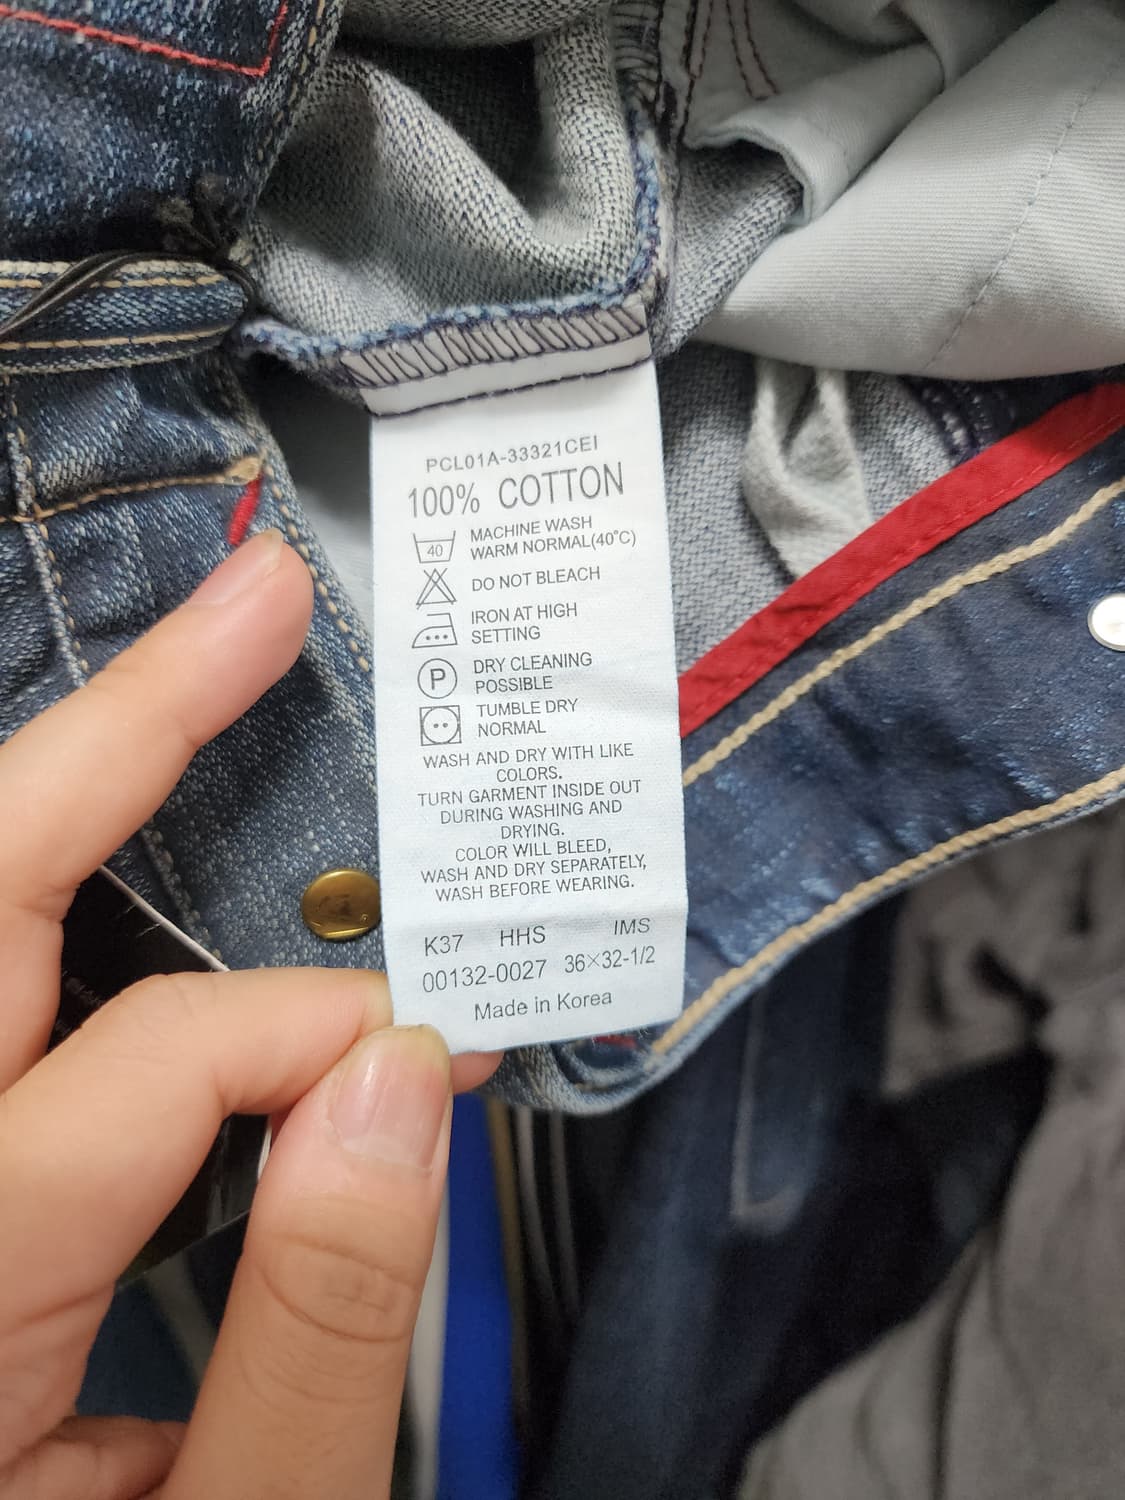 PCL01A-33321CEI
100% COTTON
40
MACHINE WASH
WARM NORMAL(40°C)
DO NOT BLEACH
IRON AT HIGH
SETTING
P
DRY CLEANING
POSSIBLE
TUMBLE DRY
NORMAL
WASH AND DRY WITH LIKE
COLORS.
TURN GARMENT INSIDE OUT
DURING WASHING AND
DRYING.
COLOR WILL BLEED,
WASH AND DRY SEPARATELY,
WASH BEFORE WEARING.
K37 HHS IMS
00132-0027 36×32-1/2
Made in Korea